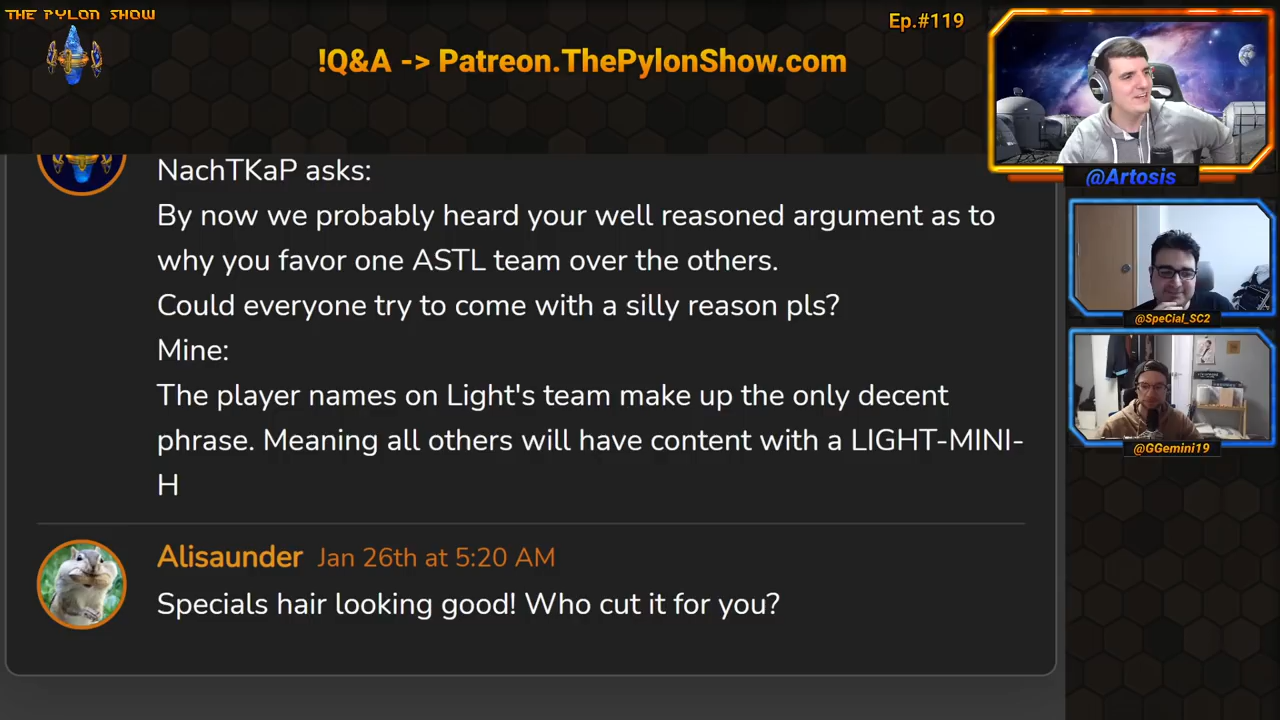 THE PYLON SHOW
Ep.#119
!Q&A -> Patreon.ThePylonShow.com
@Artosis
NachTKaP asks:
By now we probably heard your well reasoned argument as to
why you favor one ASTL team over the others.
Could everyone try to come with a silly reason pls?
Mine:
The player names on Light's team make up the only decent
phrase. Meaning all others will have content with a LIGHT-MINI-
H
@SpeCial_SC2
@GGemini19
Alisaunder Jan 26th at 5:20 AM
Specials hair looking good! Who cut it for you?